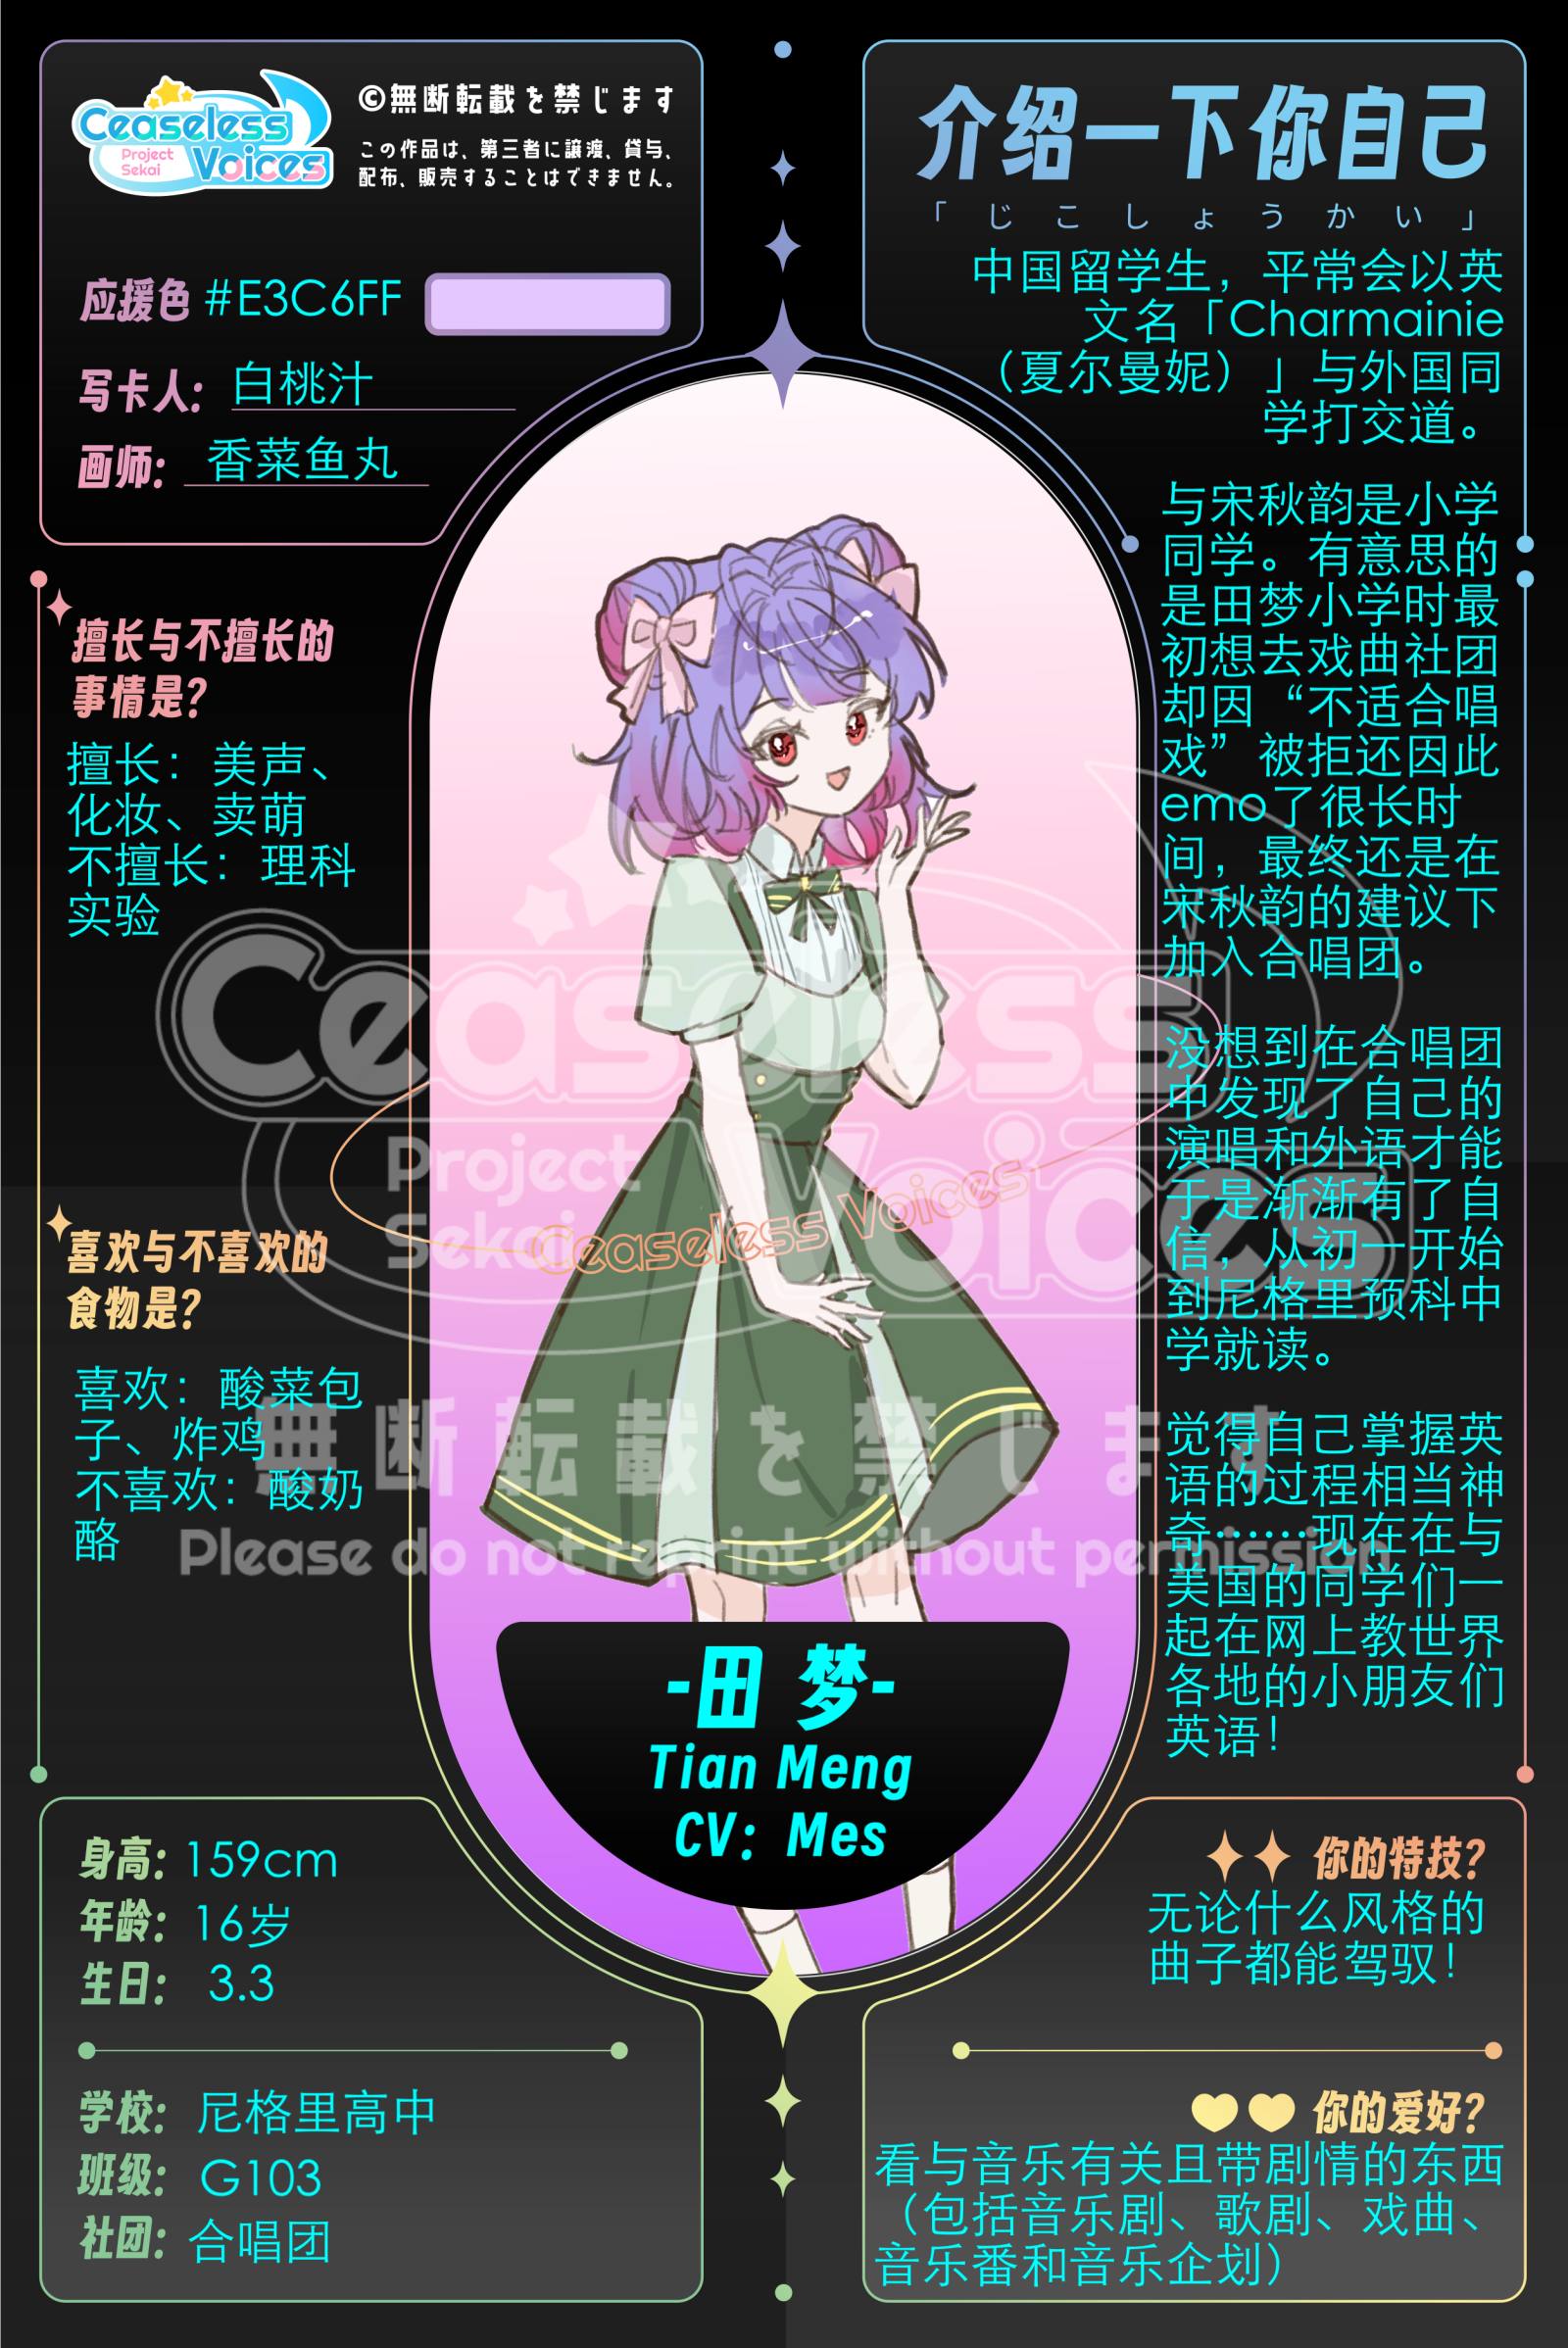 Ceaseless
Voices
Project
Sekai
©無断転載を禁じます
この作品は、第三者に譲渡、貸与、
配布、販売することはできません。
应援色 #E3C6FF
写卡人: 白桃汁
画师: 香菜鱼丸
介绍一下你自己
「じこしょうかい」
中国留学生，平常会以英
文名「Charmainie
（夏尔曼妮）」与外国同
学打交道。
与宋秋韵是小学
同学。有意思的
是田梦小学时最
初想去戏曲社团
却因“不适合唱
戏”被拒还因此
emo了很长时
间，最终还是在
宋秋韵的建议下
加入合唱团。
没想到在合唱团
中发现了自己的
演唱和外语才能
于是渐渐有了自
信，从初一开始
到尼格里预科中
学就读。
觉得自己掌握英
语的过程相当神
奇……现在在与
美国的同学们一
起在网上教世界
各地的小朋友们
英语！
擅长与不擅长的
事情是?
擅长：美声、
化妆、卖萌
不擅长：理科
实验
喜欢与不喜欢的
食物是?
喜欢：酸菜包
子、炸鸡
不喜欢：酸奶
酪
Ceaseless
Project
Sekai
Voices
Ceaseless Voices
無断転載を禁じます
Please do not reprint without permission
-田 梦-
Tian Meng
CV: Mes
身高: 159cm
年龄: 16岁
生日: 3.3
学校: 尼格里高中
班级: G103
社团: 合唱团
你的特技?
无论什么风格的
曲子都能驾驭！
你的爱好?
看与音乐有关且带剧情的东西
（包括音乐剧、歌剧、戏曲、
音乐番和音乐企划）